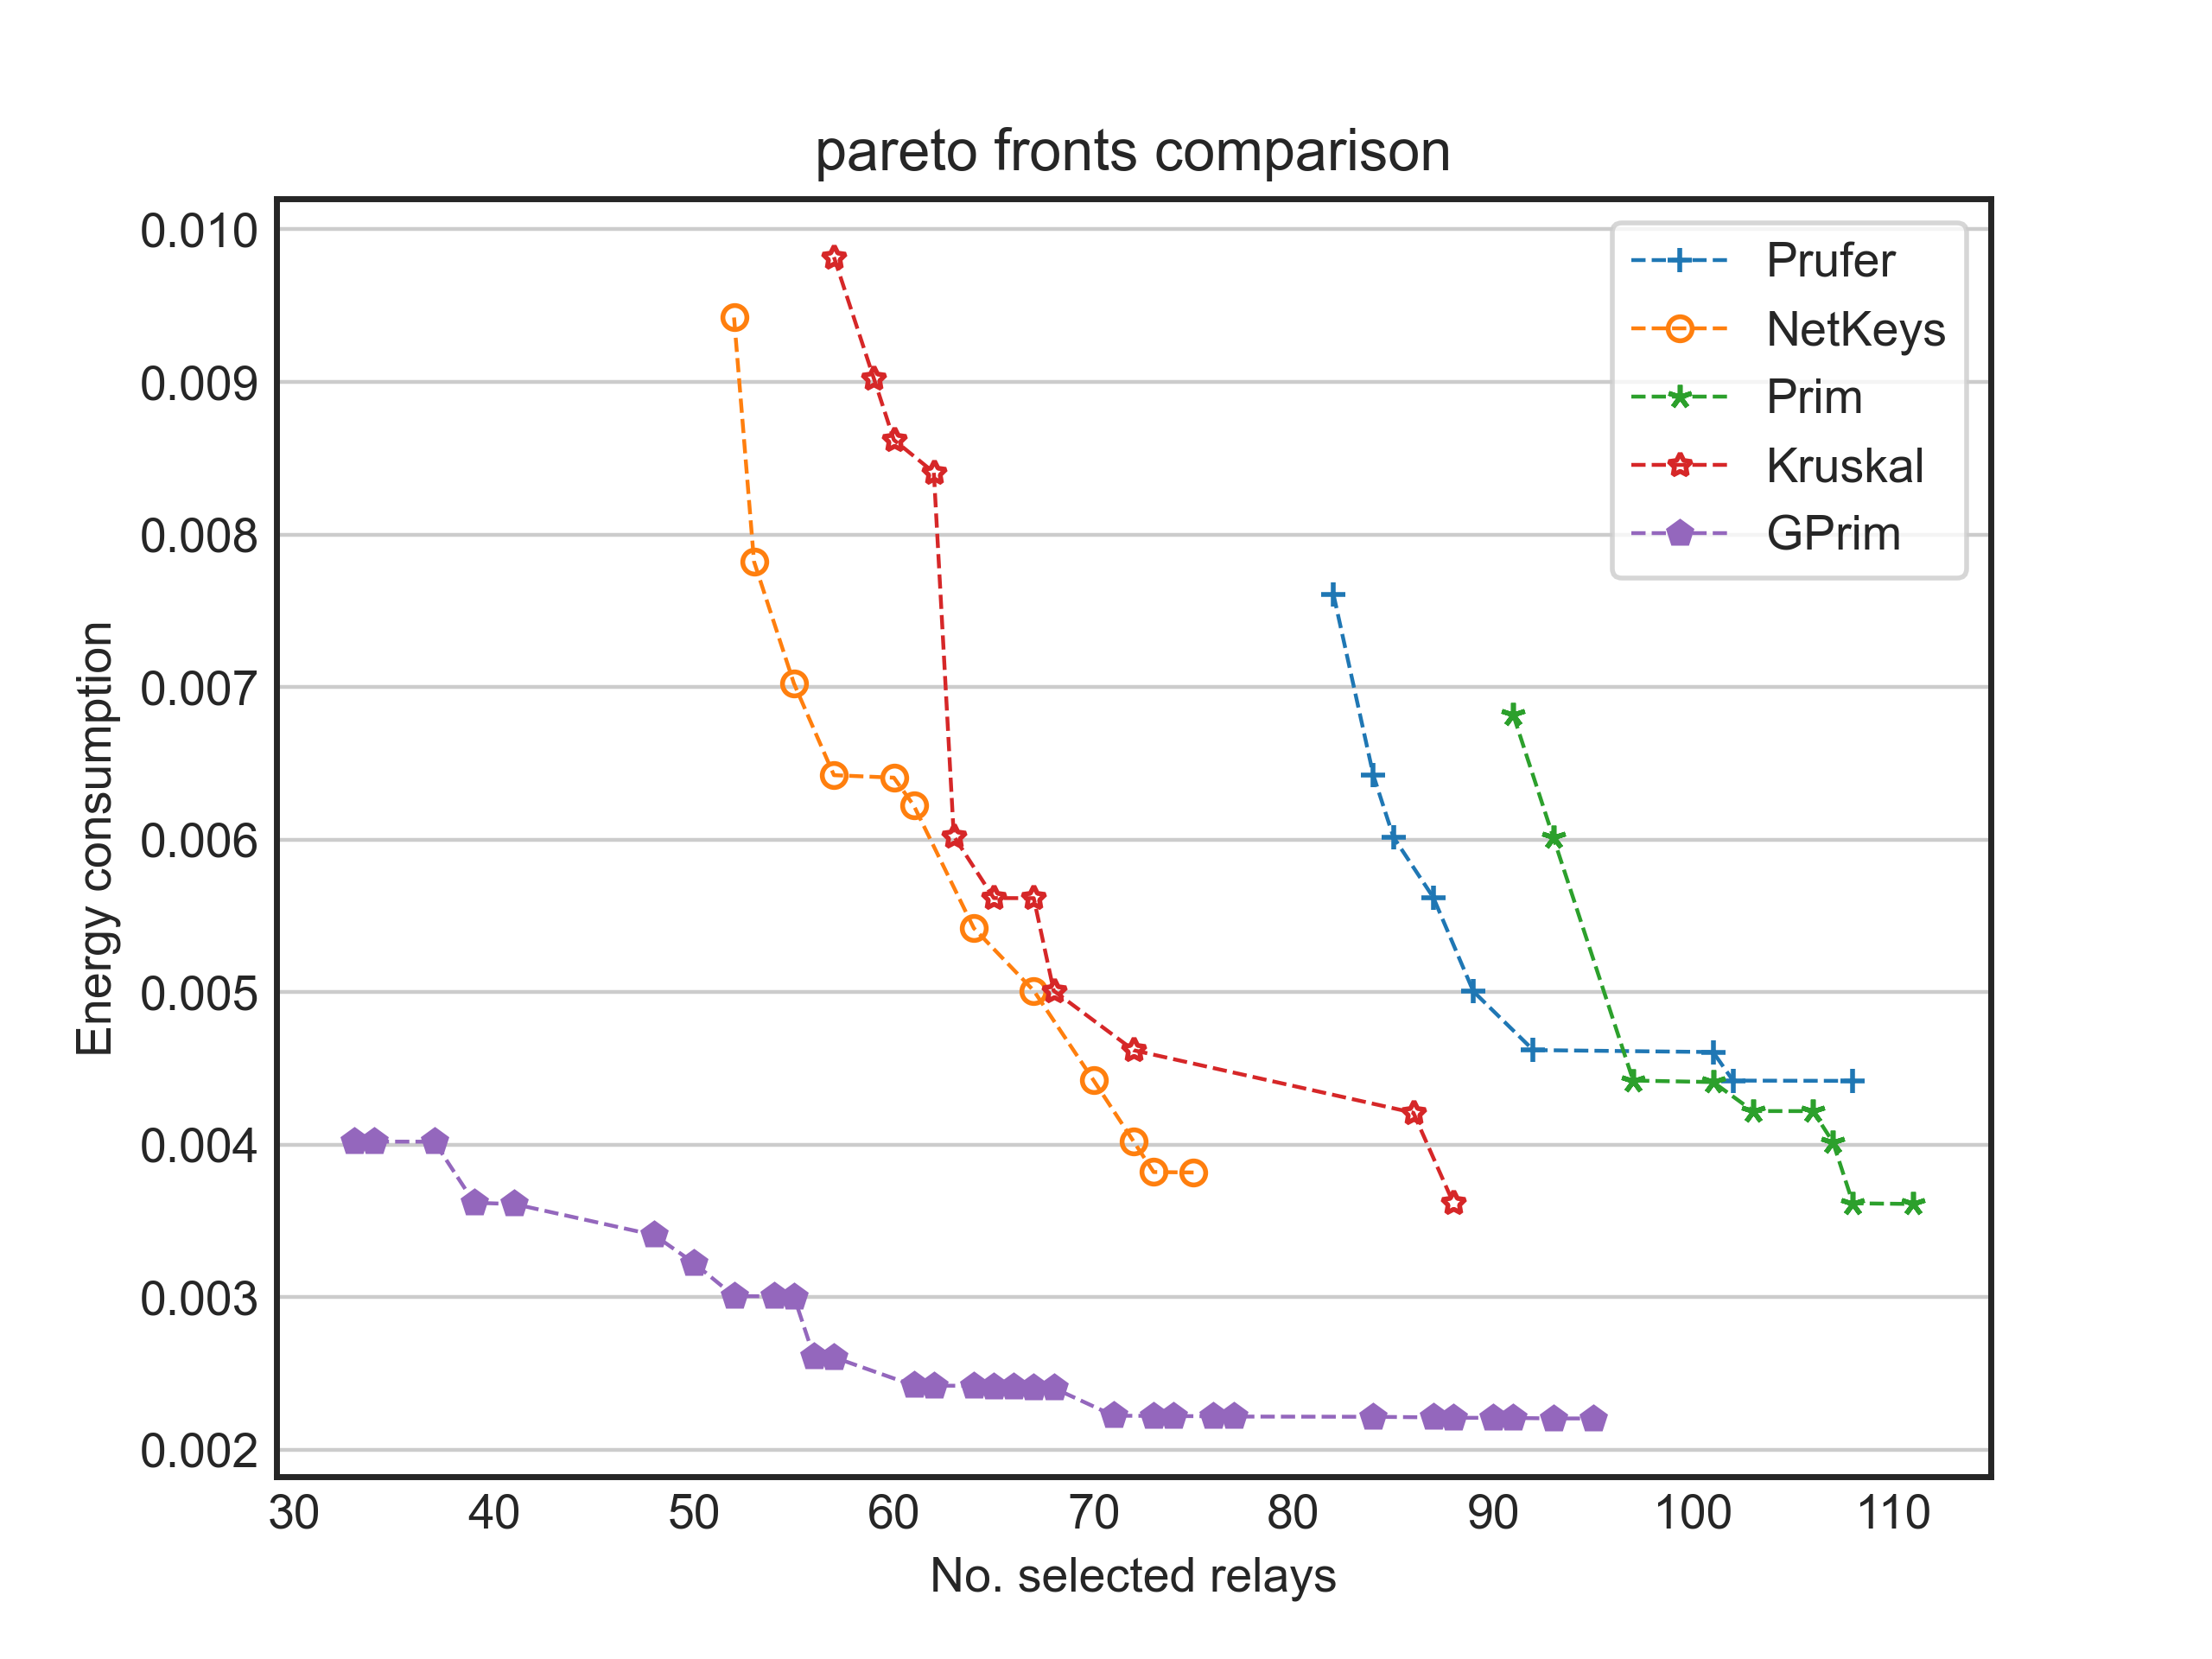 pareto fronts comparison
0.010
0.009
0.008
0.007
0.006
0.005
0.004
0.003
0.002
Energy consumption
Prufer
NetKeys
Prim
Kruskal
GPrim
30 40 50 60 70 80 90 100 110
No. selected relays